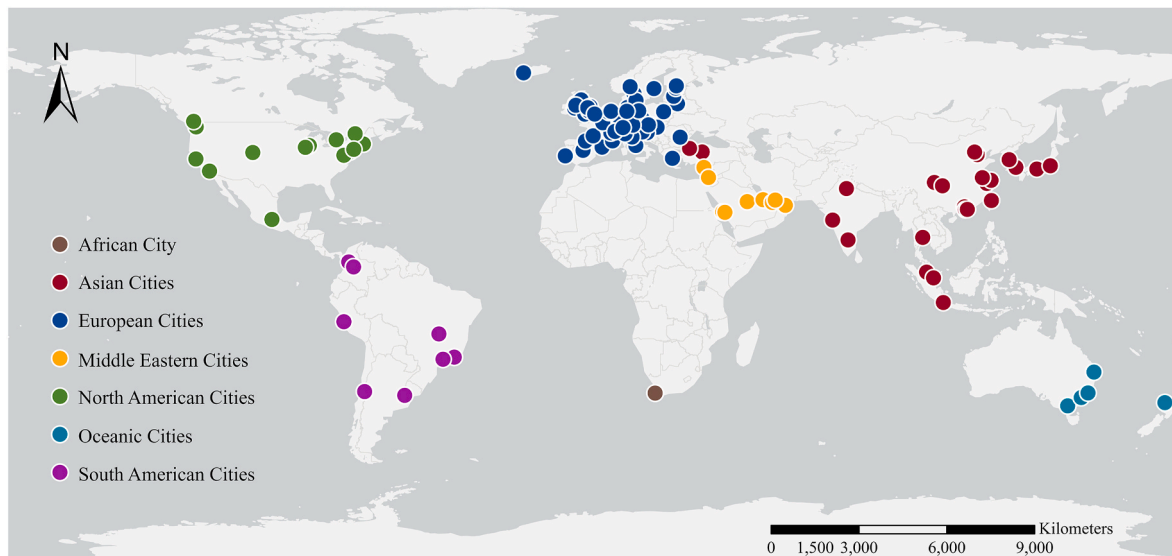 N
African City
Asian Cities
European Cities
Middle Eastern Cities
North American Cities
Oceanic Cities
South American Cities
Kilometers
0 1,500 3,000 6,000 9,000